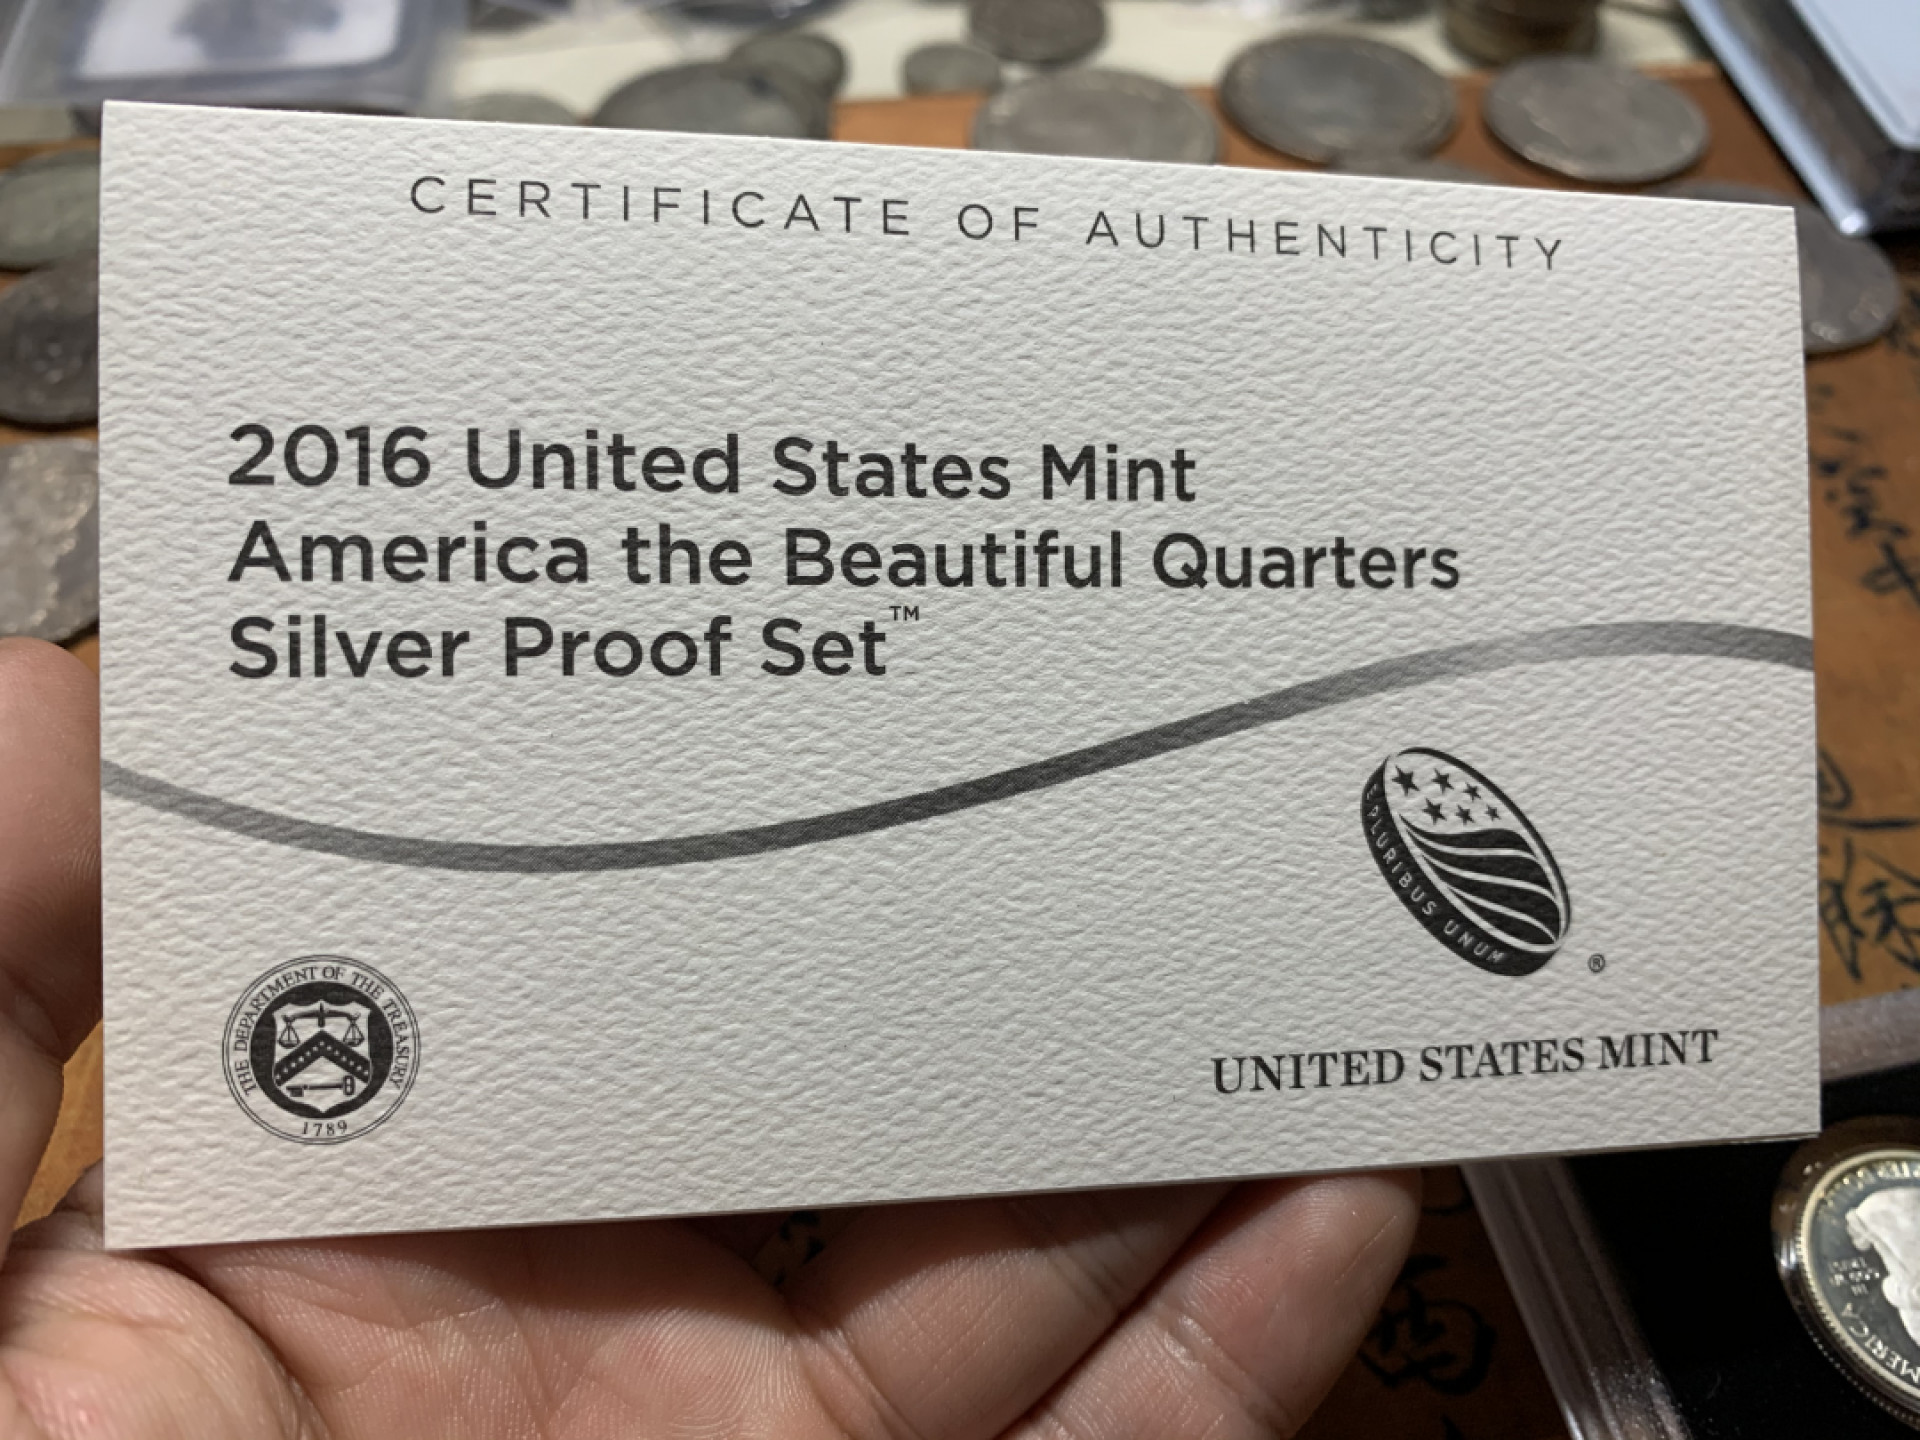 CERTIFICATE OF AUTHENTICITY
2016 United States Mint
America the Beautiful Quarters
Silver Proof Set™
E PLURIBUS UNUM
®
UNITED STATES MINT
THE DEPARTMENT OF THE TREASURY
1789